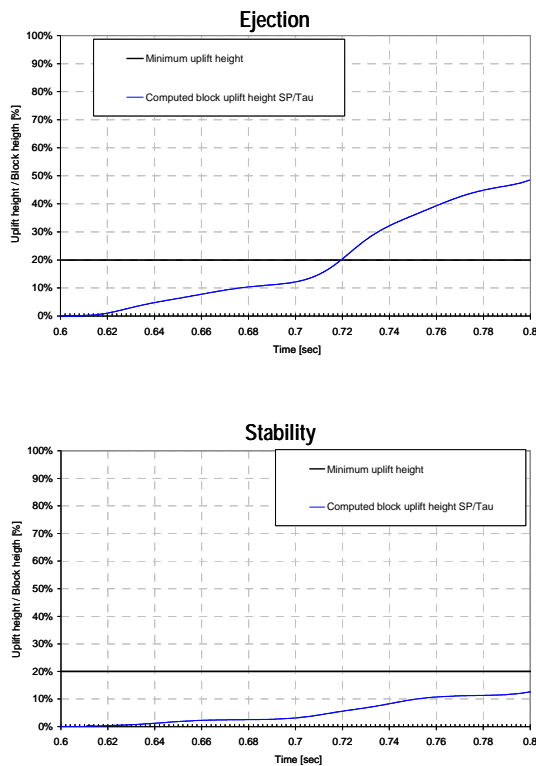 Ejection
100%
90%
80%
70%
60%
50%
40%
30%
20%
10%
0%
Uplift height / Block heigth [%]
Minimum uplift height
Computed block uplift height SP/Tau
0.6 0.62 0.64 0.66 0.68 0.7 0.72 0.74 0.76 0.78 0.8
Time [sec]
Stability
100%
90%
80%
70%
60%
50%
40%
30%
20%
10%
0%
Uplift height / Block heigth [%]
Minimum uplift height
Computed block uplift height SP/Tau
0.6 0.62 0.64 0.66 0.68 0.7 0.72 0.74 0.76 0.78 0.8
Time [sec]